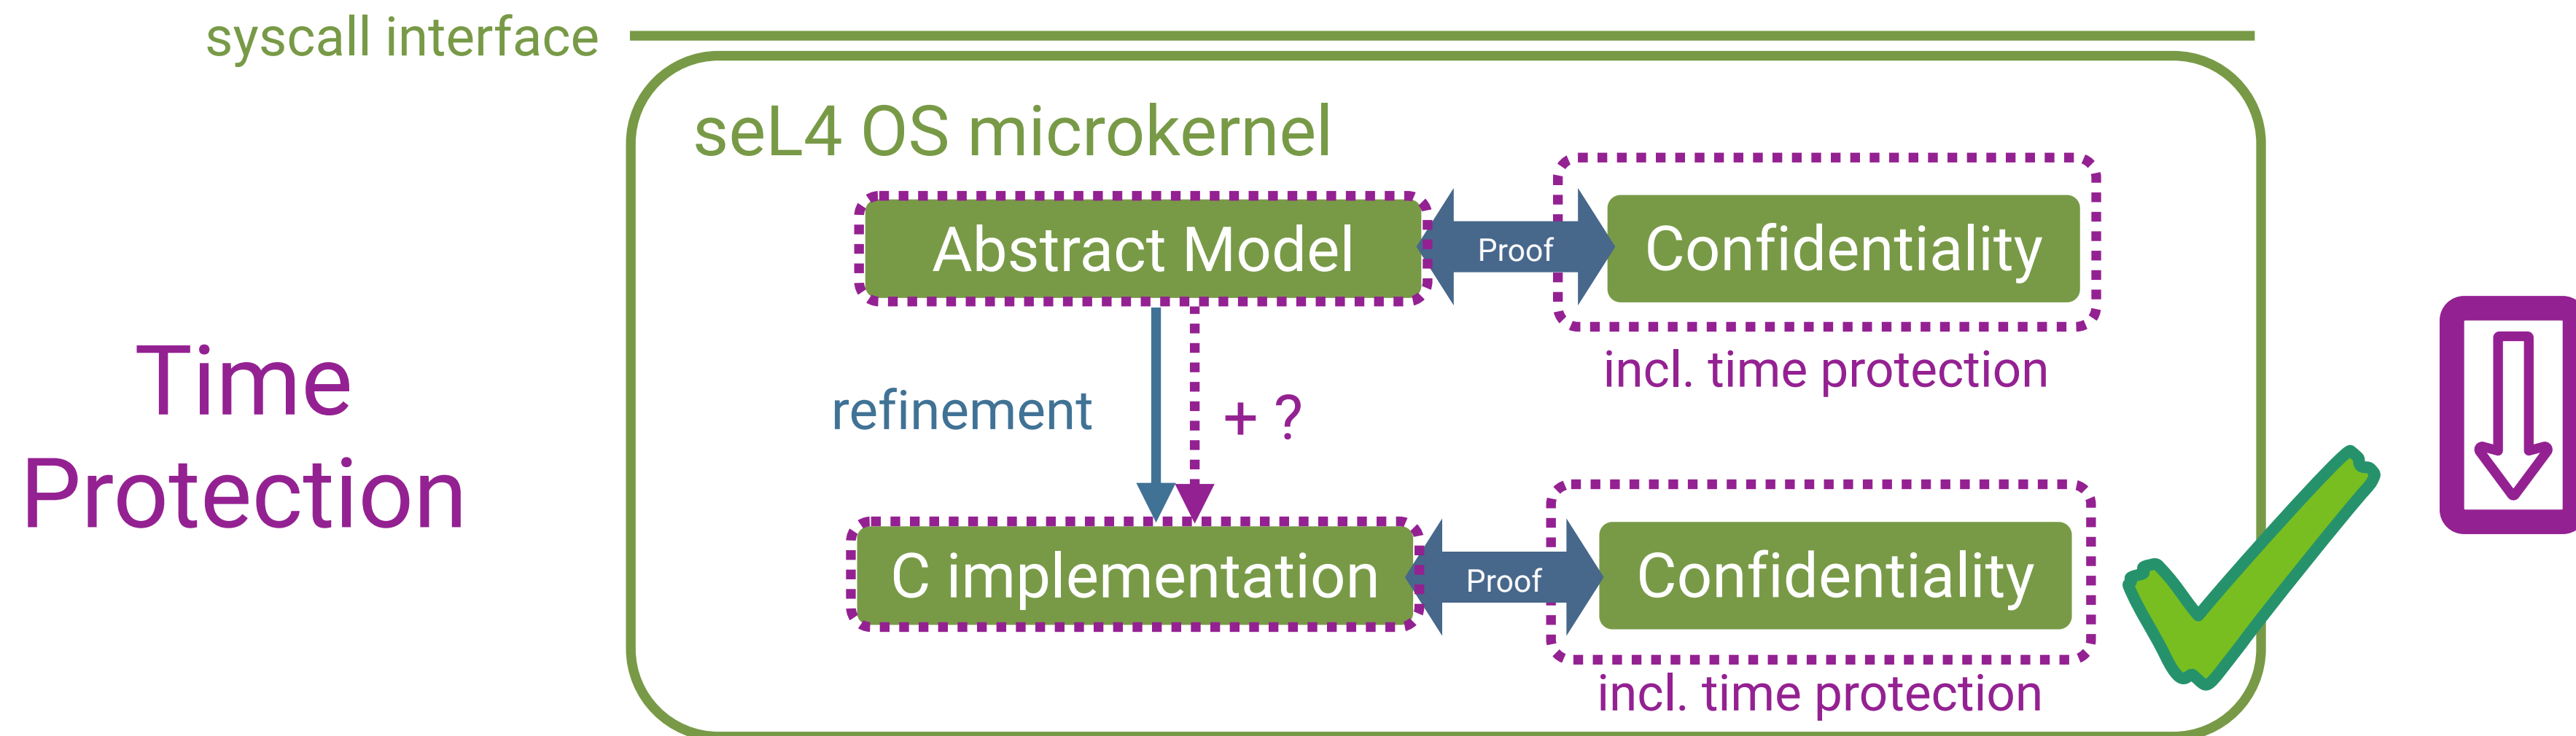 syscall interface
seL4 OS microkernel
Abstract Model
Proof
Confidentiality
incl. time protection
Time
Protection
refinement
+ ?
C implementation
Proof
Confidentiality
incl. time protection